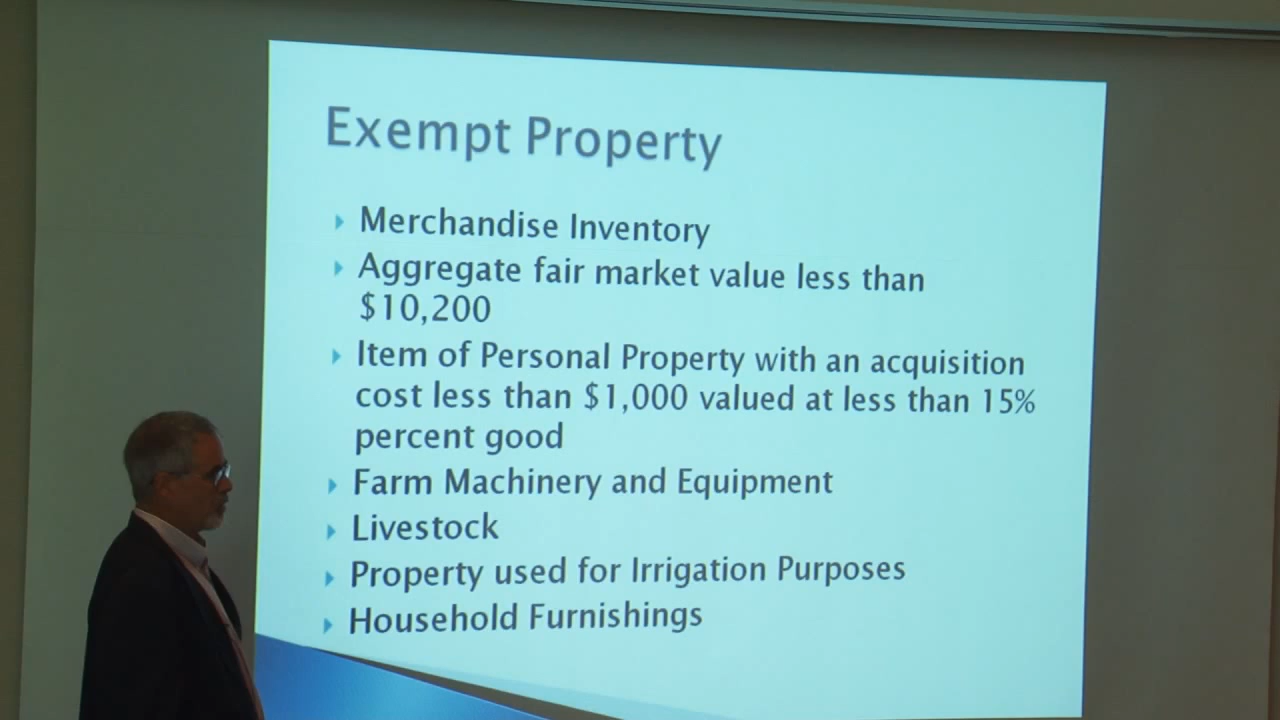 Exempt Property
Merchandise Inventory
Aggregate fair market value less than
$10,200
Item of Personal Property with an acquisition
cost less than $1,000 valued at less than 15%
percent good
Farm Machinery and Equipment
Livestock
Property used for Irrigation Purposes
Household Furnishings